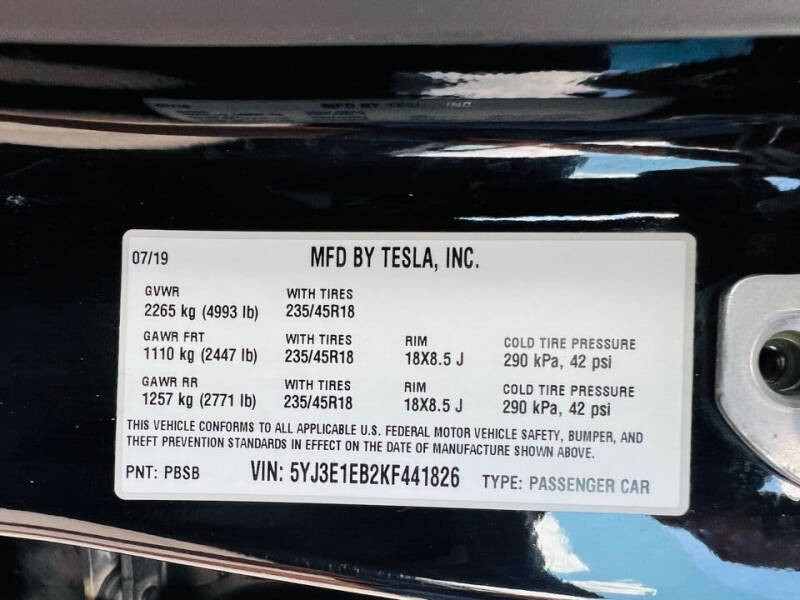 MFD BY TESLA, INC
07/19 MFD BY TESLA, INC.
GVWR WITH TIRES
2265 kg (4993 lb) 235/45R18
GAWR FRT WITH TIRES RIM COLD TIRE PRESSURE
1110 kg (2447 lb) 235/45R18 18X8.5 J 290 kPa, 42 psi
GAWR RR WITH TIRES RIM COLD TIRE PRESSURE
1257 kg (2771 lb) 235/45R18 18X8.5 J 290 kPa, 42 psi
THIS VEHICLE CONFORMS TO ALL APPLICABLE U.S. FEDERAL MOTOR VEHICLE SAFETY, BUMPER, AND
THEFT PREVENTION STANDARDS IN EFFECT ON THE DATE OF MANUFACTURE SHOWN ABOVE.
PNT: PBSB VIN: 5YJ3E1EB2KF441826 TYPE: PASSENGER CAR